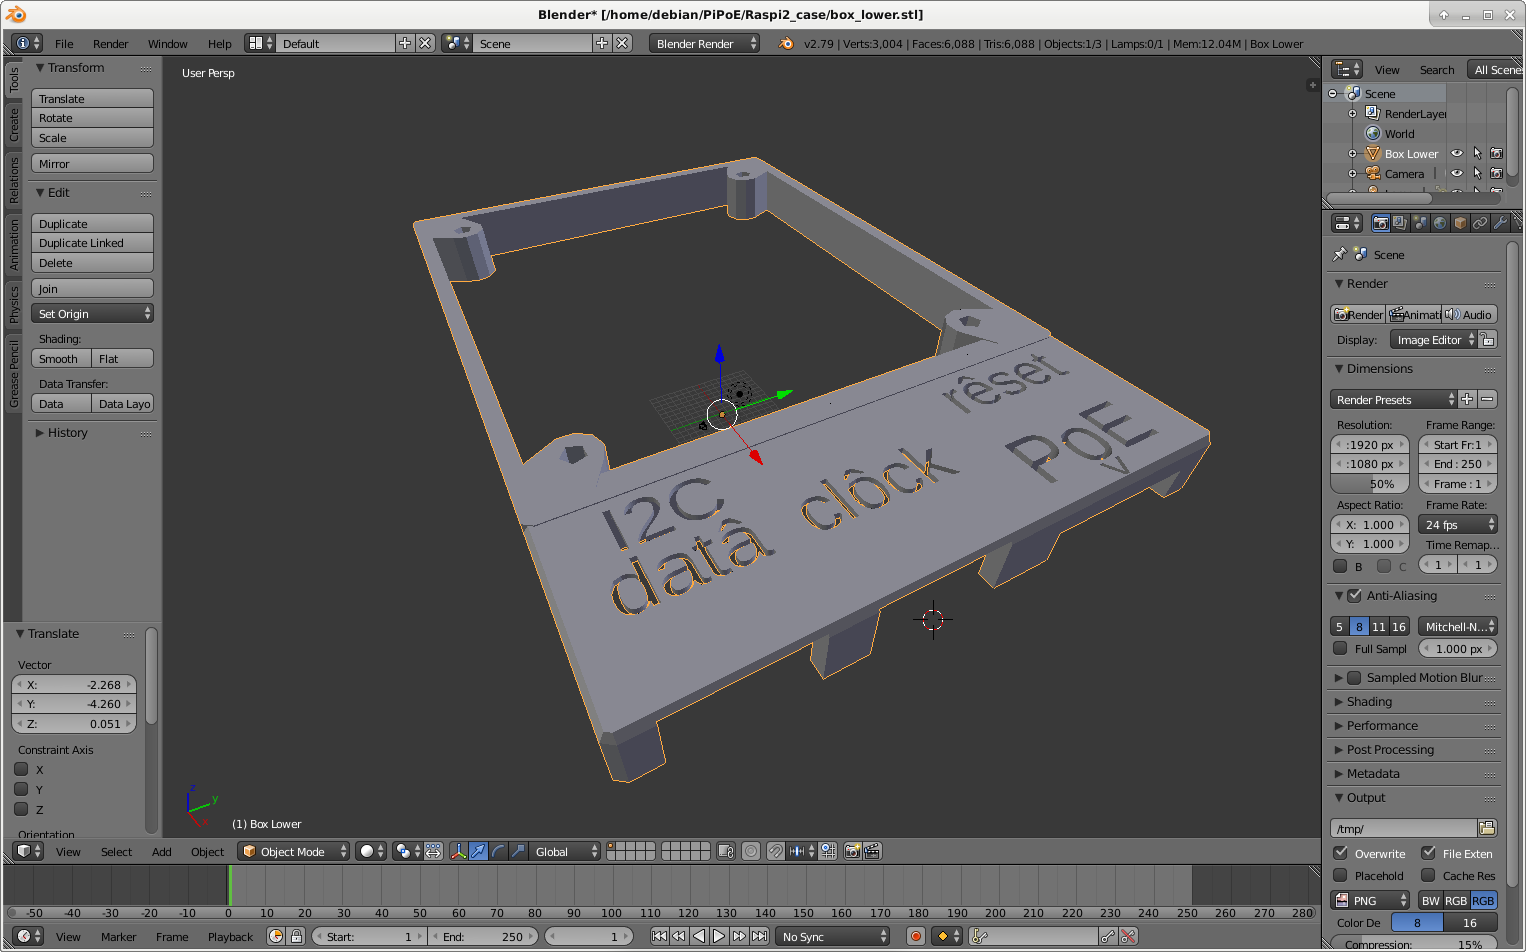 Blender* [/home/debian/PiPoE/Raspi2_case/box_lower.stl]
File Render Window Help Default Scene Blender Render v2.79 | Verts:3,004 | Faces:6,088 | Tris:6,088 | Objects:1/3 | Lamps:0/1 | Mem:12.04M | Box Lower
Tools
Create
Relations
Animation
Physics
Grease Pencil
Transform
Translate
Rotate
Scale
Mirror
Edit
Duplicate
Duplicate Linked
Delete
Join
Set Origin
Shading:
Smooth Flat
Data Transfer:
Data Data Layo
History
Translate
Vector
X: -2.268
Y: -4.260
Z: 0.051
Constraint Axis
X
Y
Z
Orientation
User Persp
rêset
PoE
I2C
clôck
datâ
z
y
x
(1) Box Lower
View Select Add Object Object Mode Global
-50 -40 -30 -20 -10 0 10 20 30 40 50 60 70 80 90 100 110 120 130 140 150 160 170 180 190 200 210 220 230 240 250 260 270 280
View Marker Frame Playback Start: 1 End: 250 1 No Sync
View Search All Scene
Scene
RenderLaye
World
Box Lower
Camera
Scene
Render
Render Animati Audio
Display: Image Editor
Dimensions
Render Presets
Resolution: Frame Range:
:1920 px Start Fr:1
:1080 px End : 250
50% Frame : 1
Aspect Ratio: Frame Rate:
X: 1.000 24 fps
Y: 1.000 Time Remap...
B C 1 1
Anti-Aliasing
5 8 11 16 Mitchell-N...
Full Sampl 1.000 px
Sampled Motion Blur
Shading
Performance
Post Processing
Metadata
Output
/tmp/
Overwrite File Exten
Placehold Cache Res
PNG BW RGB RGB
Color De 8 16
Compression: 15%